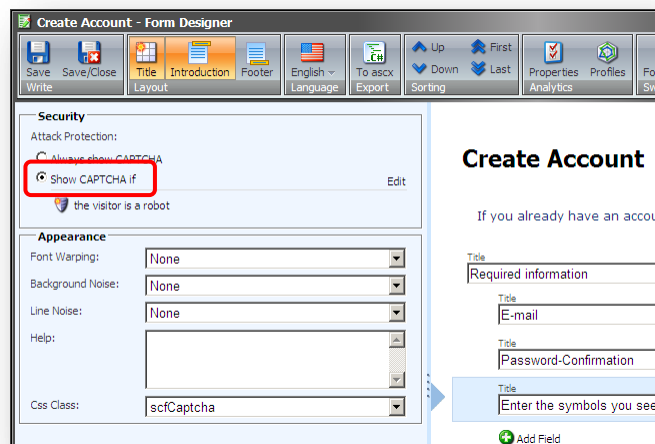 Create Account - Form Designer
Save Save/Close Title Introduction Footer English To ascx Up First Properties Profiles Fo
C#
Down Last
Write Layout Language Export Sorting Analytics Sw
Security
Attack Protection:
Always show CAPTCHA
Show CAPTCHA if
Edit
the visitor is a robot
Appearance
Font Warping: None
Background Noise: None
Line Noise: None
Help:
Css Class: scfCaptcha
Create Account
If you already have an accou
Title
Required information
Title
E-mail
Title
Password-Confirmation
Title
Enter the symbols you see
Add Field